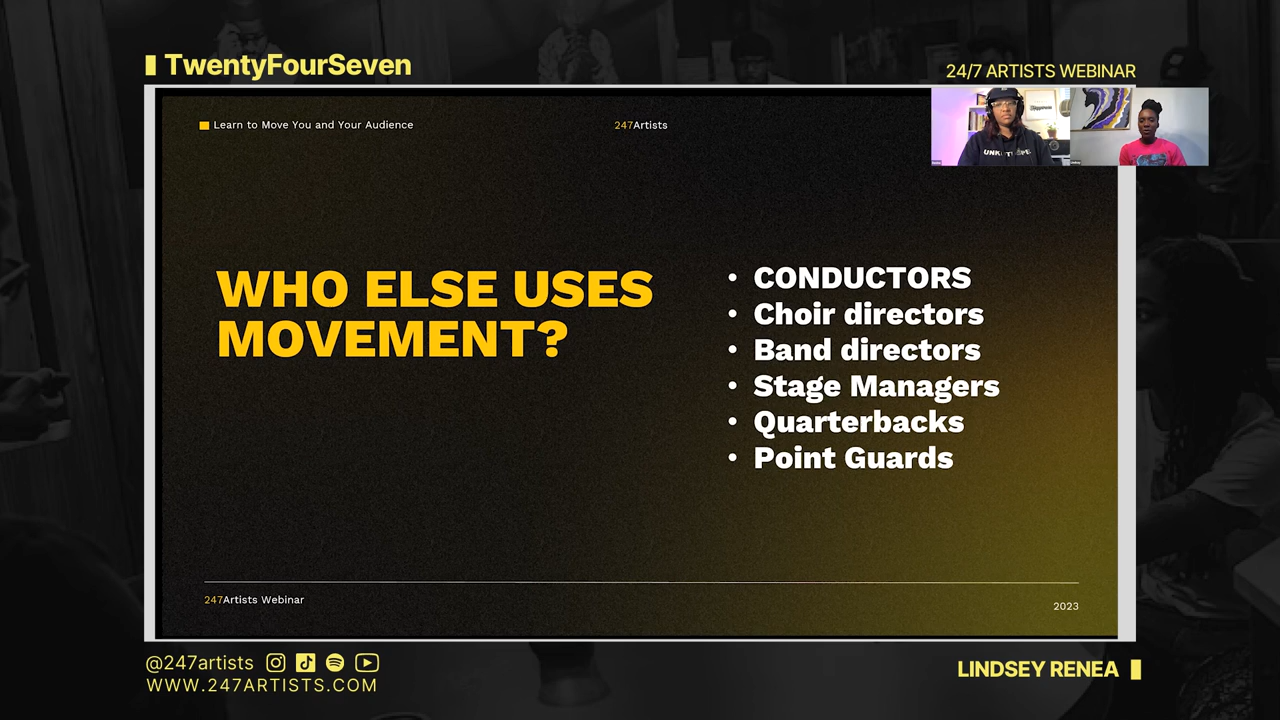 TwentyFourSeven
24/7 ARTISTS WEBINAR
Learn to Move You and Your Audience
247Artists
WHO ELSE USES
MOVEMENT?
• CONDUCTORS
• Choir directors
• Band directors
• Stage Managers
• Quarterbacks
• Point Guards
247Artists Webinar
2023
@247artists
WWW.247ARTISTS.COM
LINDSEY RENEA